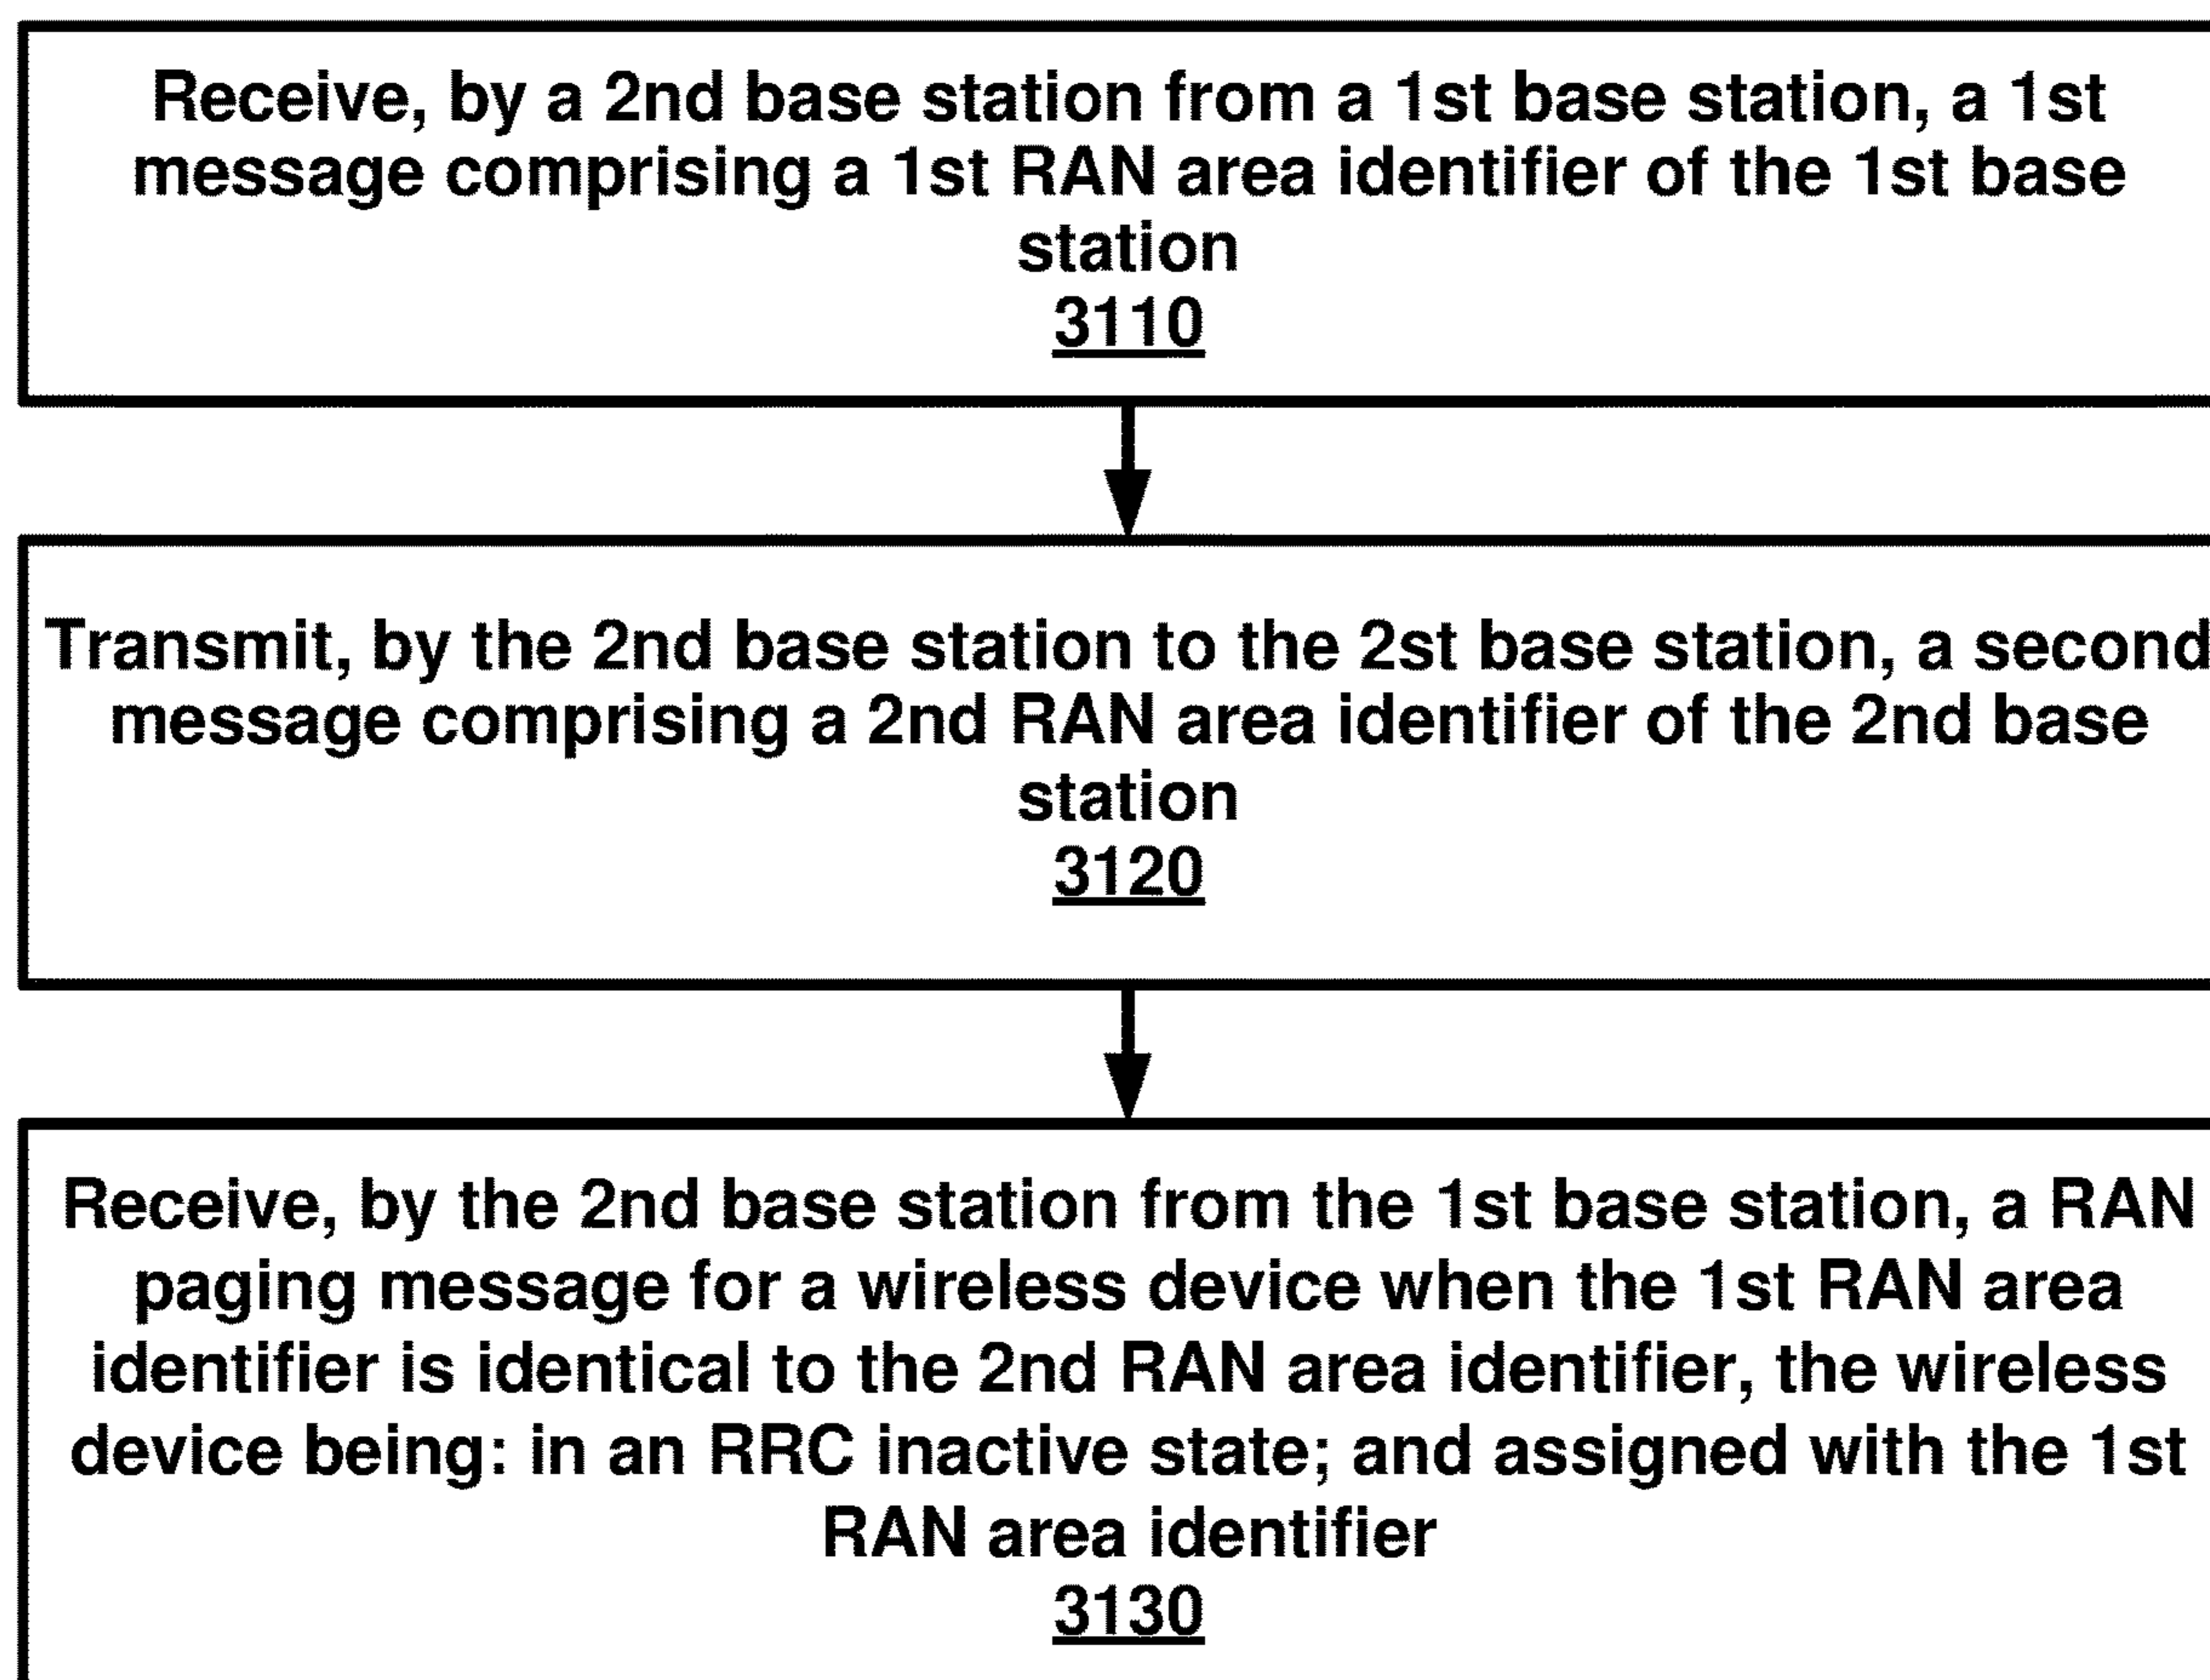 Receive, by a 2nd base station from a 1st base station, a 1st
message comprising a 1st RAN area identifier of the 1st base
station
3110
Transmit, by the 2nd base station to the 2st base station, a second
message comprising a 2nd RAN area identifier of the 2nd base
station
3120
Receive, by the 2nd base station from the 1st base station, a RAN
paging message for a wireless device when the 1st RAN area
identifier is identical to the 2nd RAN area identifier, the wireless
device being: in an RRC inactive state; and assigned with the 1st
RAN area identifier
3130